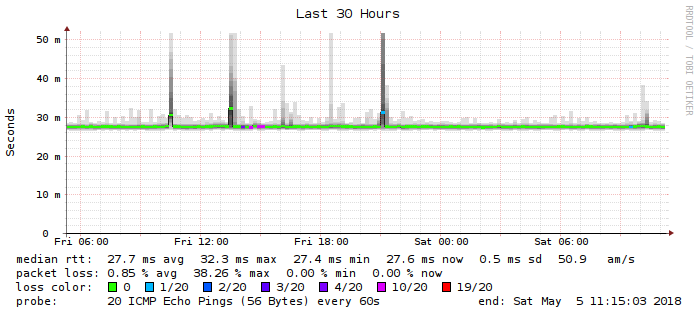 Last 30 Hours
RRDTOOL / TOBI OETIKER
Seconds
50 m
40 m
30 m
20 m
10 m
0
Fri 06:00 Fri 12:00 Fri 18:00 Sat 00:00 Sat 06:00
median rtt: 27.7 ms avg 32.3 ms max 27.4 ms min 27.6 ms now 0.5 ms sd 50.9 am/s
packet loss: 0.85 % avg 38.26 % max 0.00 % min 0.00 % now
loss color: 0 1/20 2/20 3/20 4/20 10/20 19/20
probe: 20 ICMP Echo Pings (56 Bytes) every 60s end: Sat May 5 11:15:03 2018